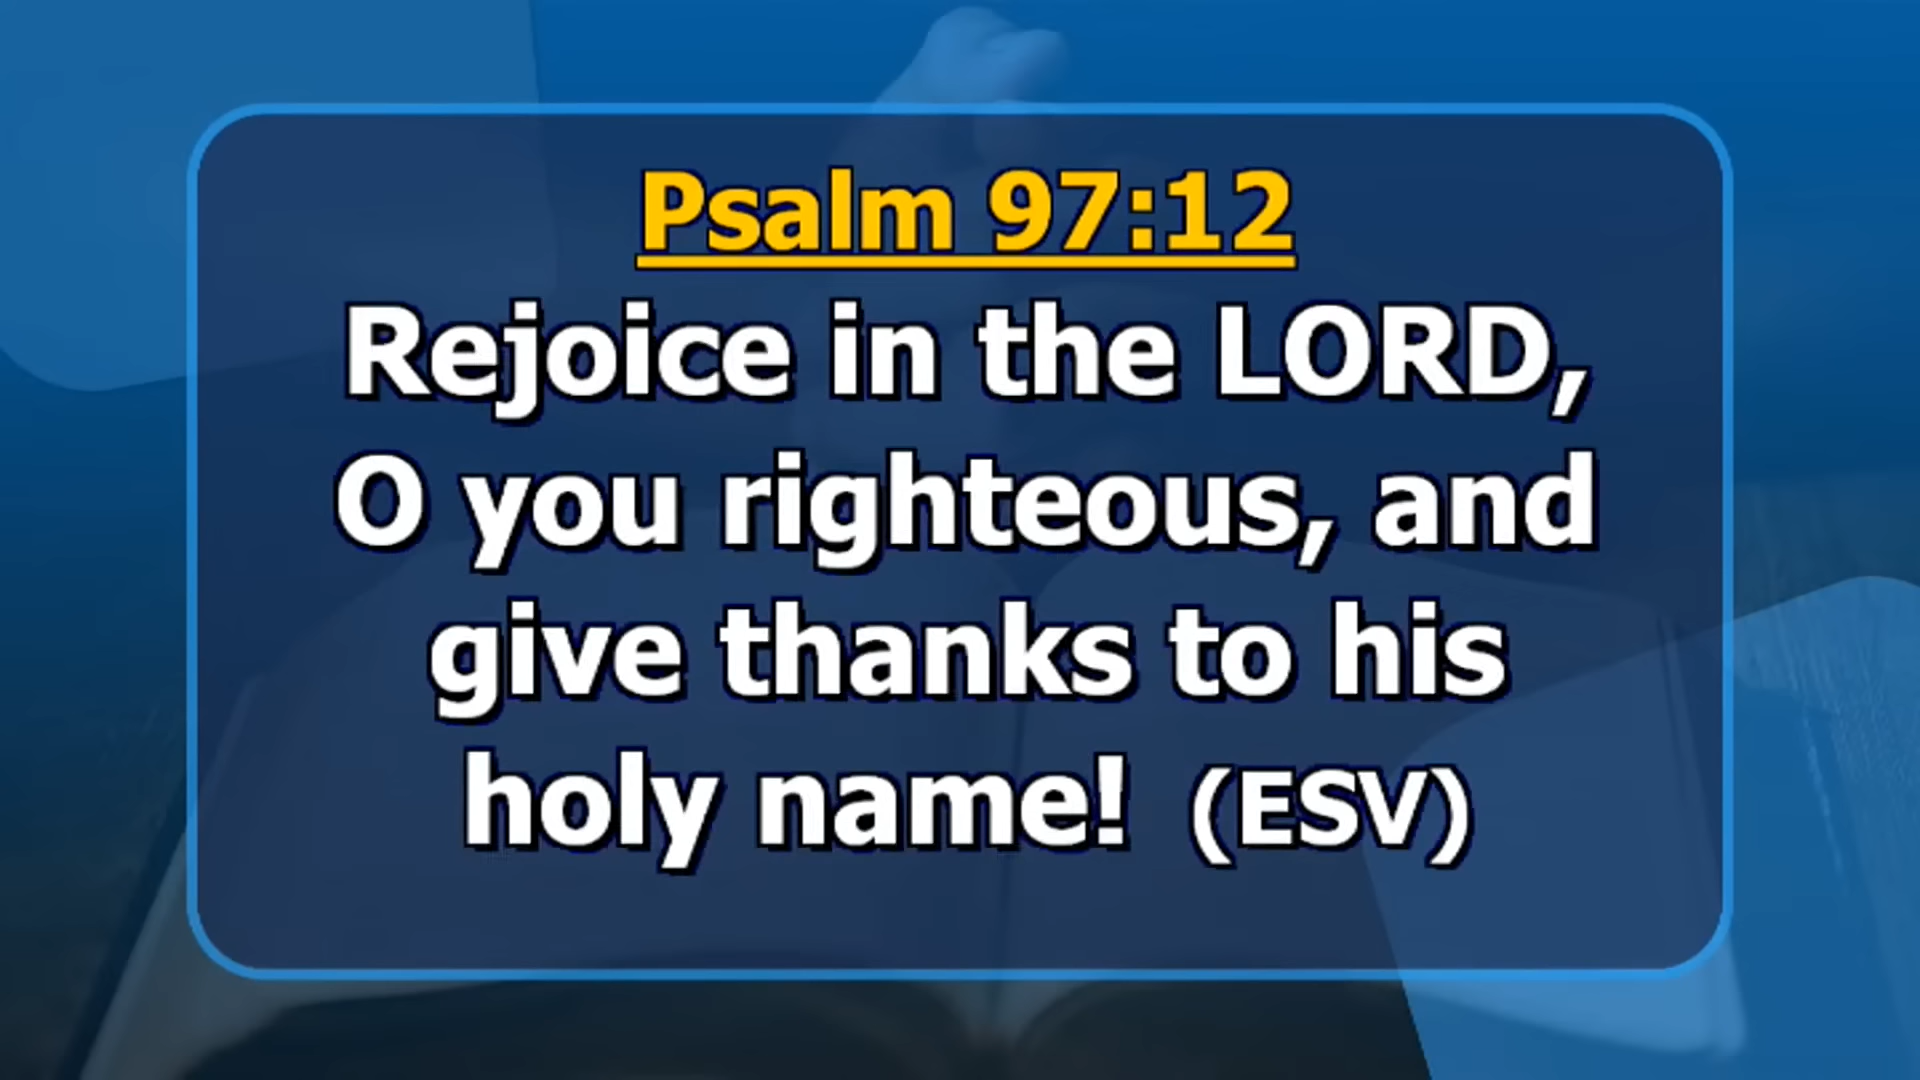 Psalm 97:12
Rejoice in the LORD,
O you righteous, and
give thanks to his
holy name! (ESV)